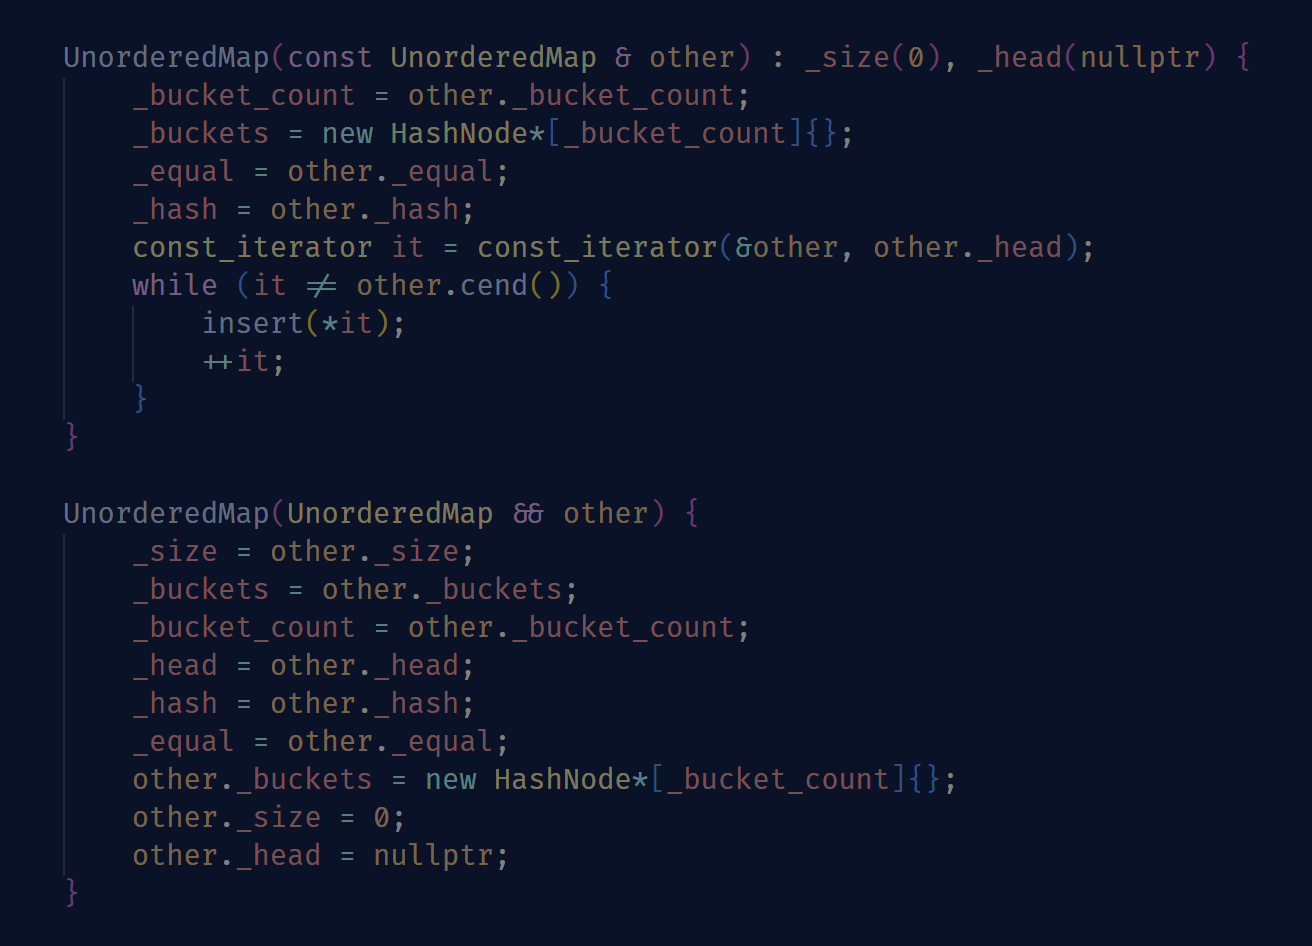 UnorderedMap(const UnorderedMap & other) : _size(0), _head(nullptr) {
    _bucket_count = other._bucket_count;
    _buckets = new HashNode*[_bucket_count]{};
    _equal = other._equal;
    _hash = other._hash;
    const_iterator it = const_iterator(&other, other._head);
    while (it != other.cend()) {
        insert(*it);
        ++it;
    }
}

UnorderedMap(UnorderedMap && other) {
    _size = other._size;
    _buckets = other._buckets;
    _bucket_count = other._bucket_count;
    _head = other._head;
    _hash = other._hash;
    _equal = other._equal;
    other._buckets = new HashNode*[_bucket_count]{};
    other._size = 0;
    other._head = nullptr;
}